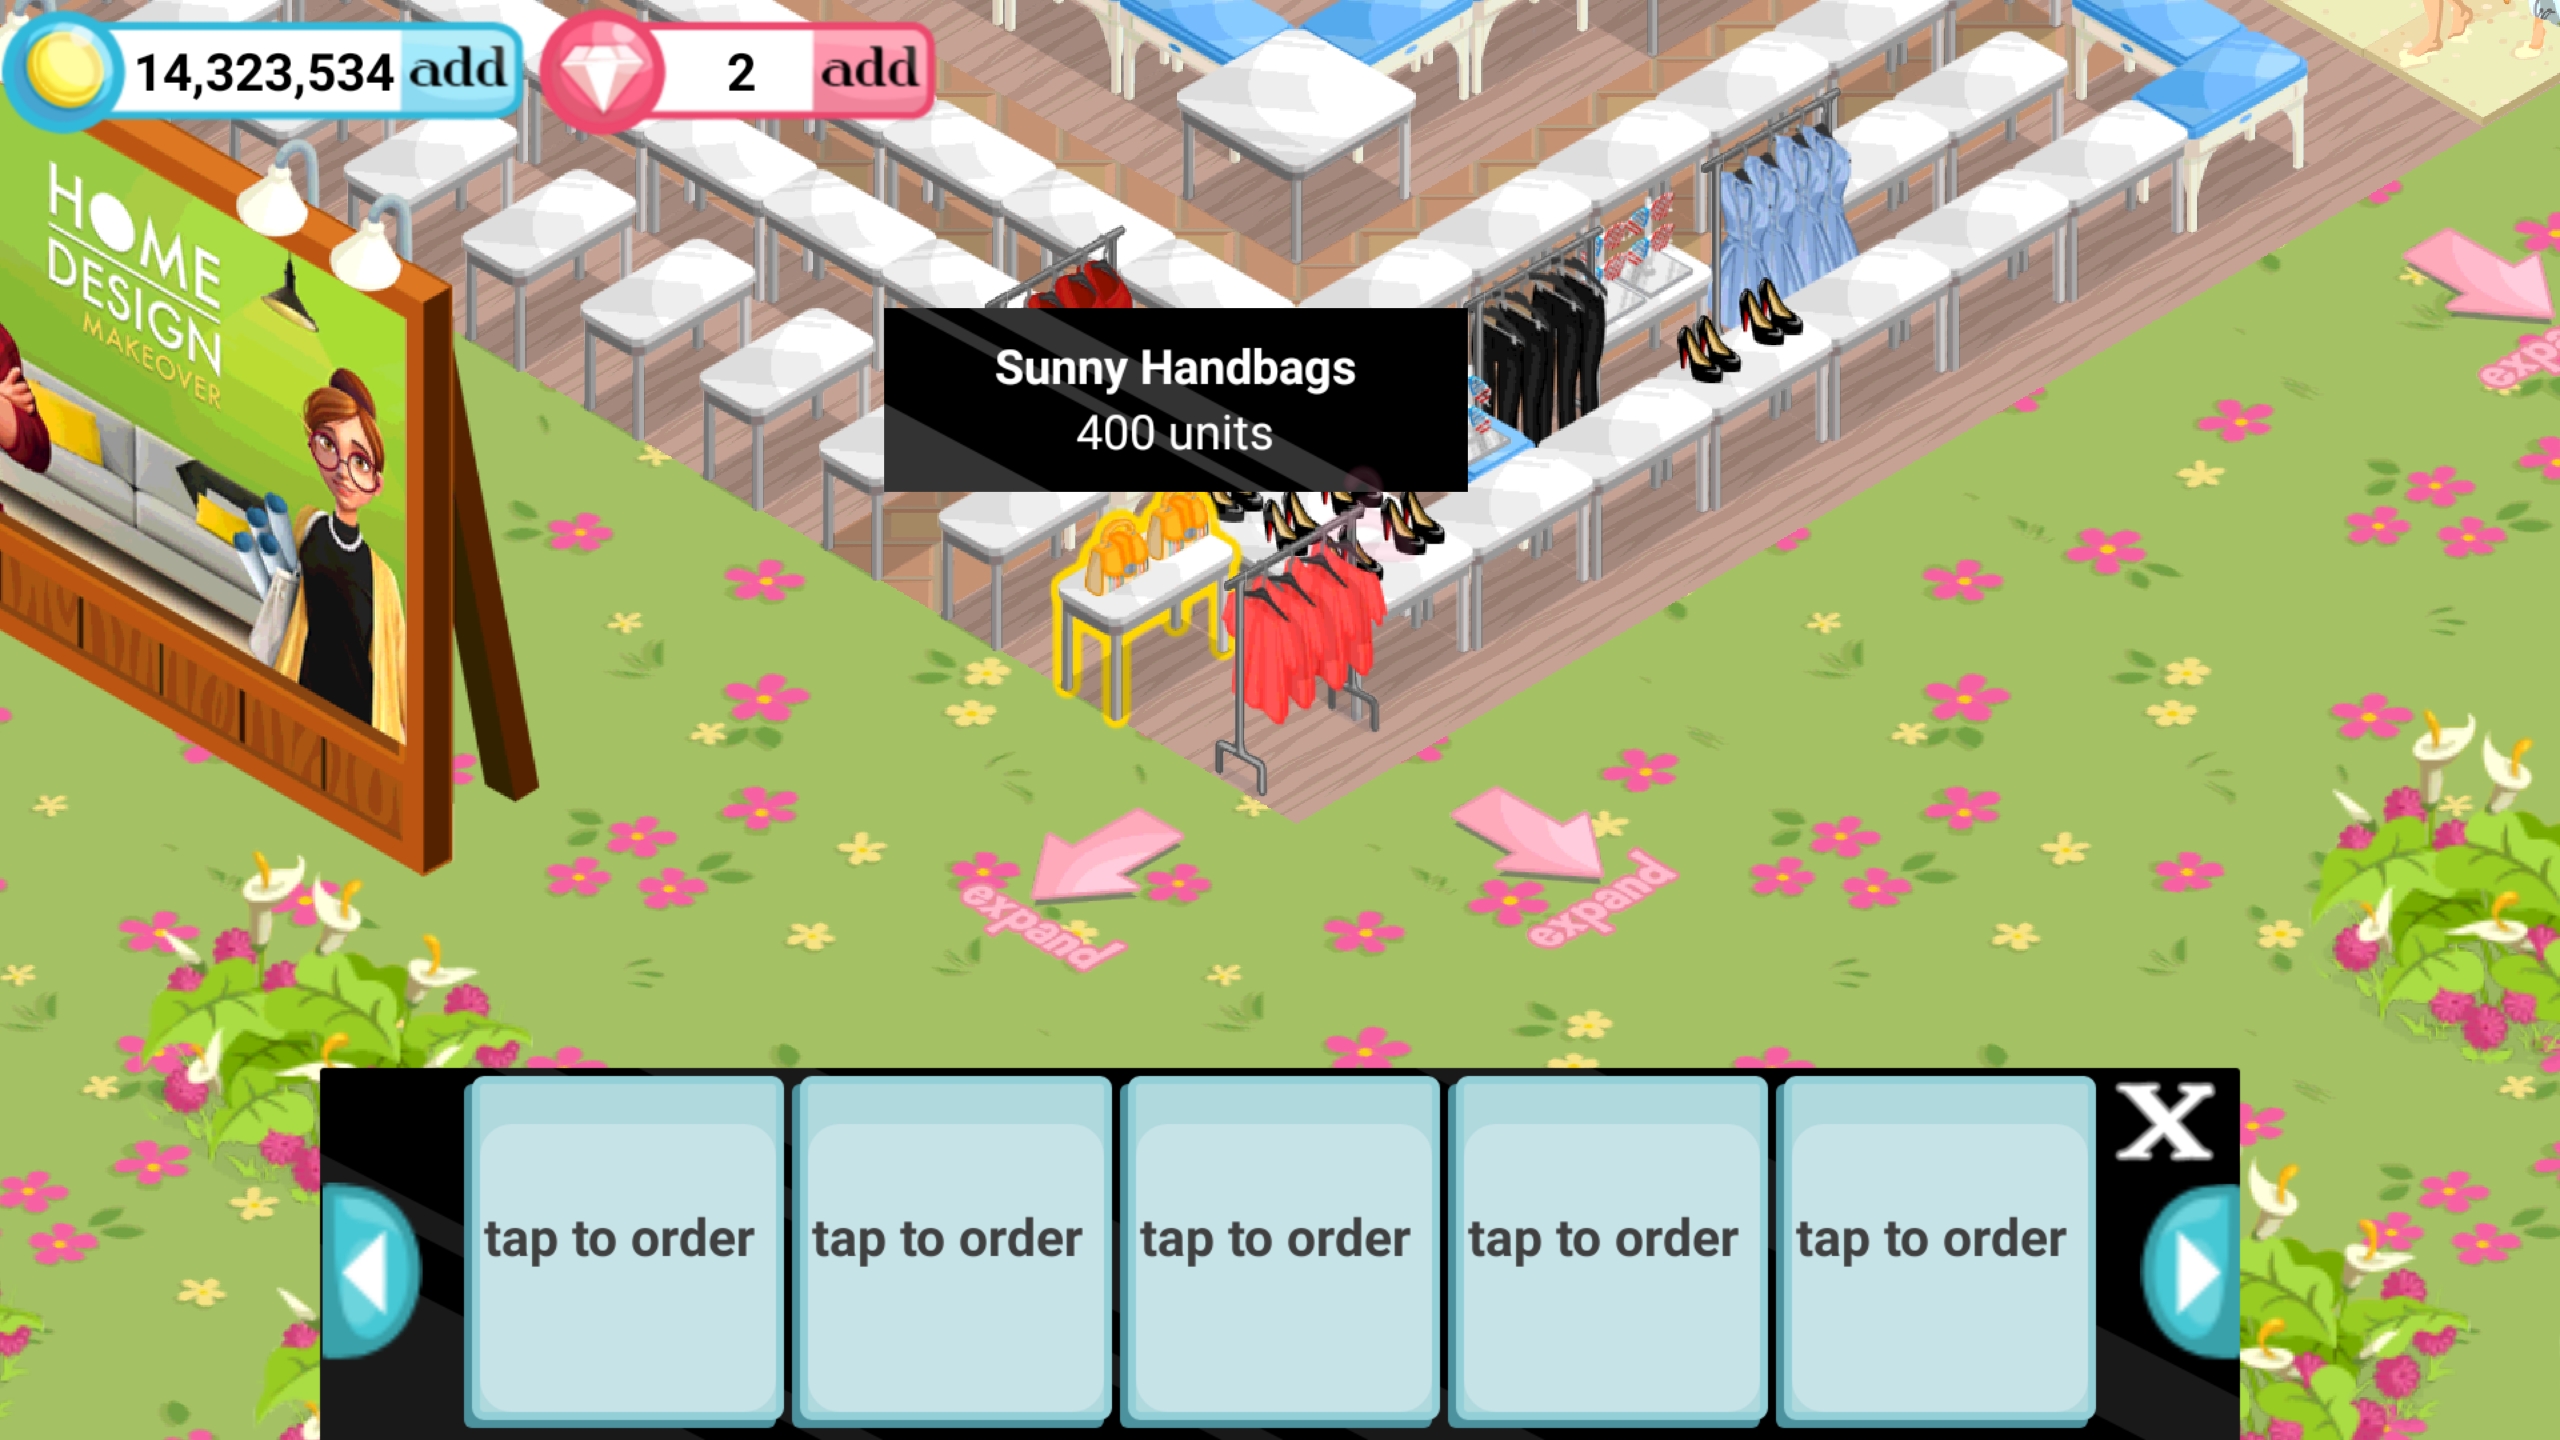 14,323,534 add
2 add
HOME
DESIGN
MAKEOVER
Sunny Handbags
400 units
expand
expand
tap to order
tap to order
tap to order
tap to order
tap to order
X